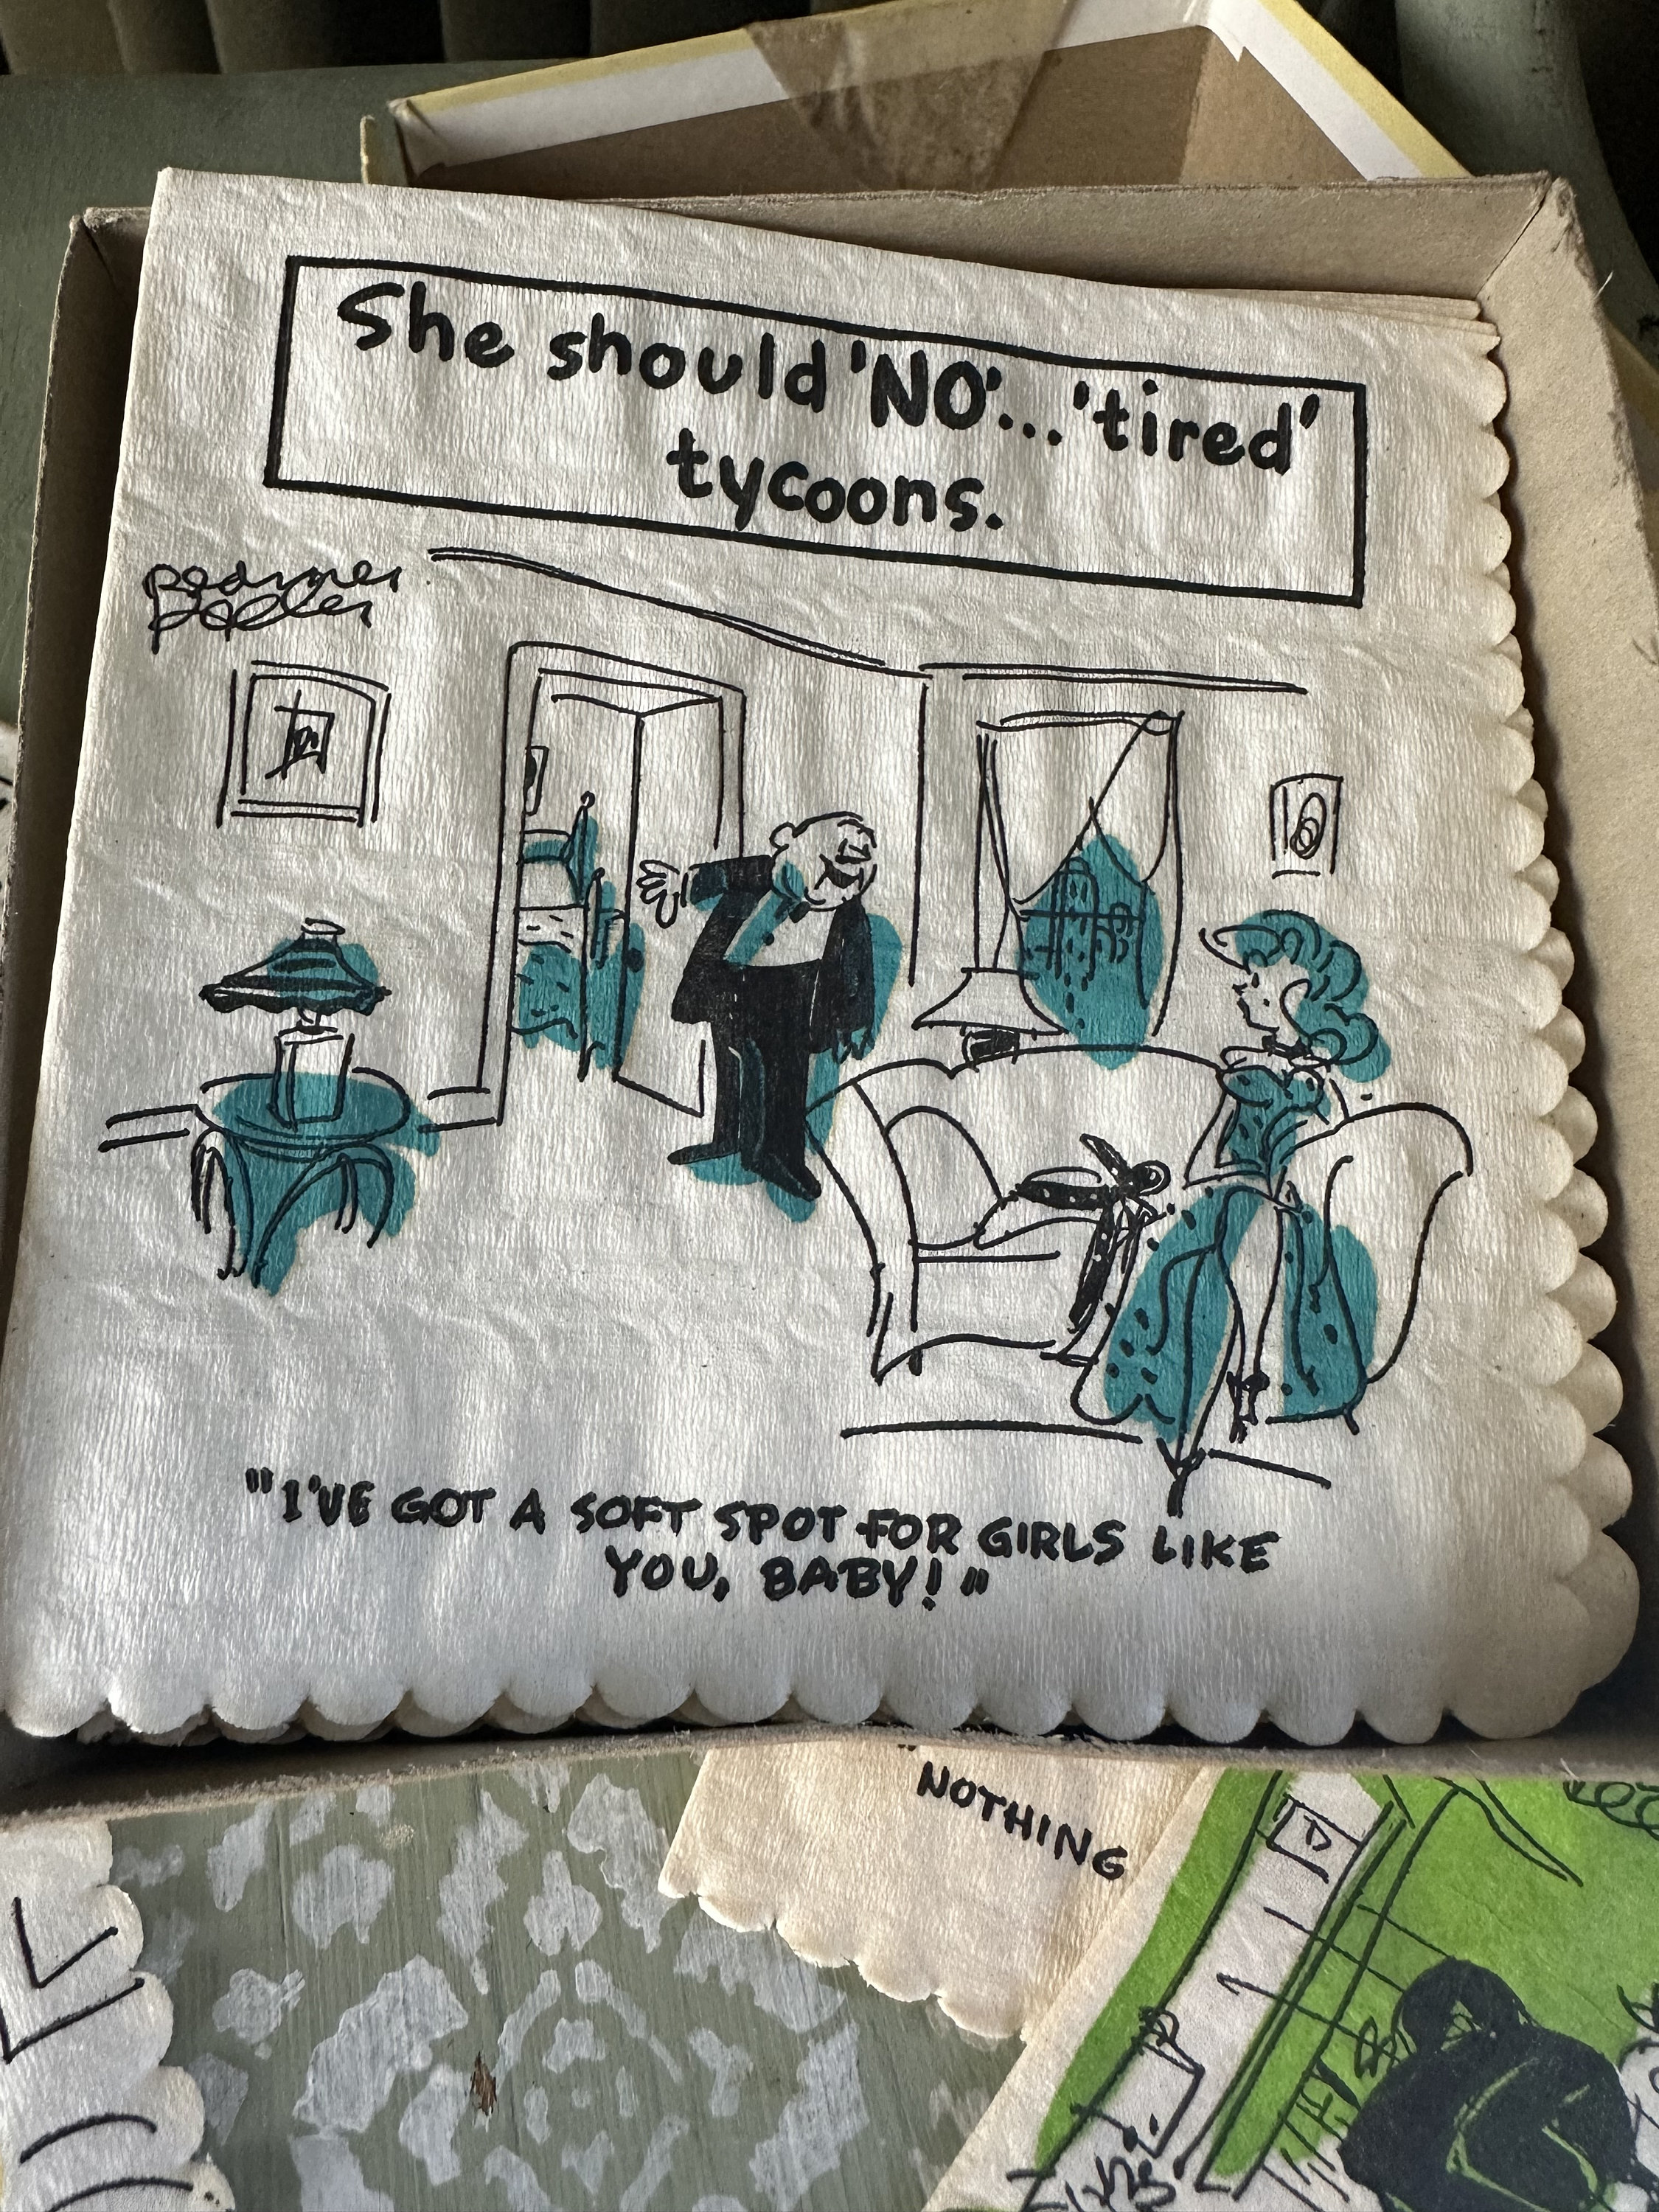 She should 'NO'... 'tired'
tycoons.
"I'VE GOT A SOFT SPOT FOR GIRLS LIKE
YOU, BABY!"
NOTHING